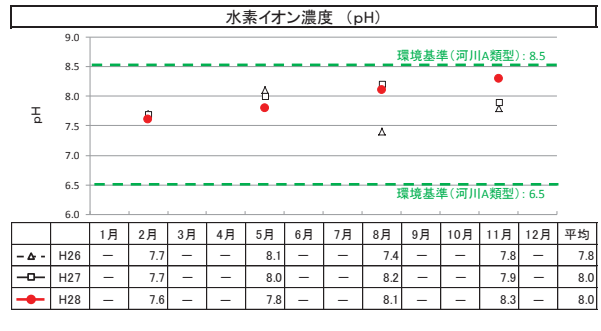 水素イオン濃度 （pH）
9.0
環境基準（河川A類型）：8.5
8.5
8.0
pH
7.5
7.0
6.5
環境基準（河川A類型）：6.5
6.0
1月 2月 3月 4月 5月 6月 7月 8月 9月 10月 11月 12月 平均
H26 － 7.7 － － 8.1 － － 7.4 － － 7.8 － 7.8
H27 － 7.7 － － 8.0 － － 8.2 － － 7.9 － 8.0
H28 － 7.6 － － 7.8 － － 8.1 － － 8.3 － 8.0